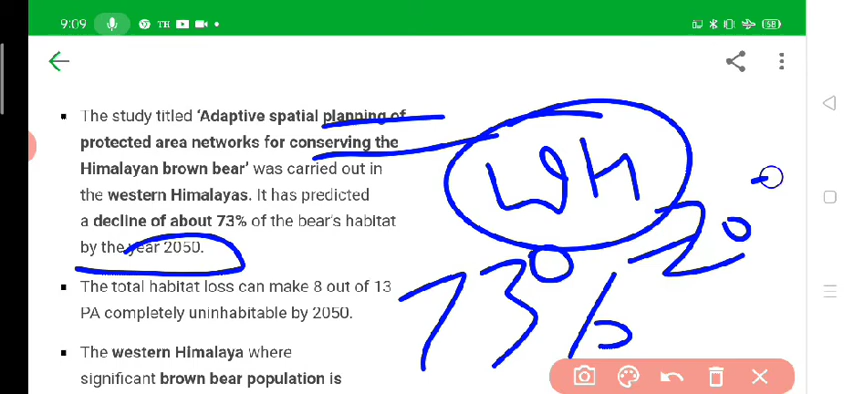 9:09 TH 58
The study titled 'Adaptive spatial planning of
protected area networks for conserving the
Himalayan brown bear' was carried out in
the western Himalayas. It has predicted
a decline of about 73% of the bear's habitat
by the year 2050.
The total habitat loss can make 8 out of 13
PA completely uninhabitable by 2050.
The western Himalaya where
significant brown bear population is
WH
20
73%